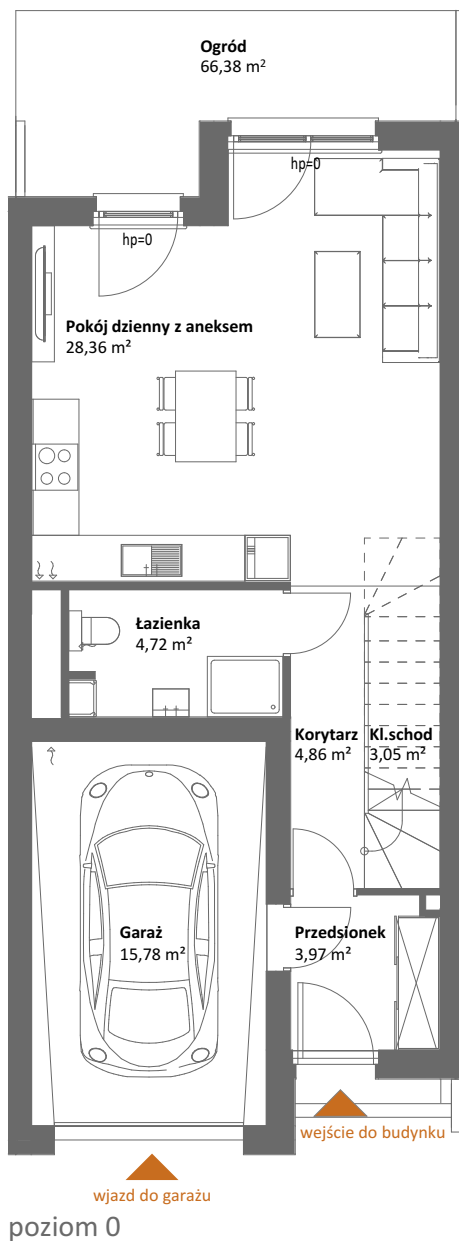 Ogród
66,38 m²
hp=0
hp=0
Pokój dzienny z aneksem
28,36 m²
Łazienka
4,72 m²
Korytarz
4,86 m²
Kl.schod
3,05 m²
Garaż
15,78 m²
Przedsionek
3,97 m²
wejście do budynku
wjazd do garażu
poziom 0